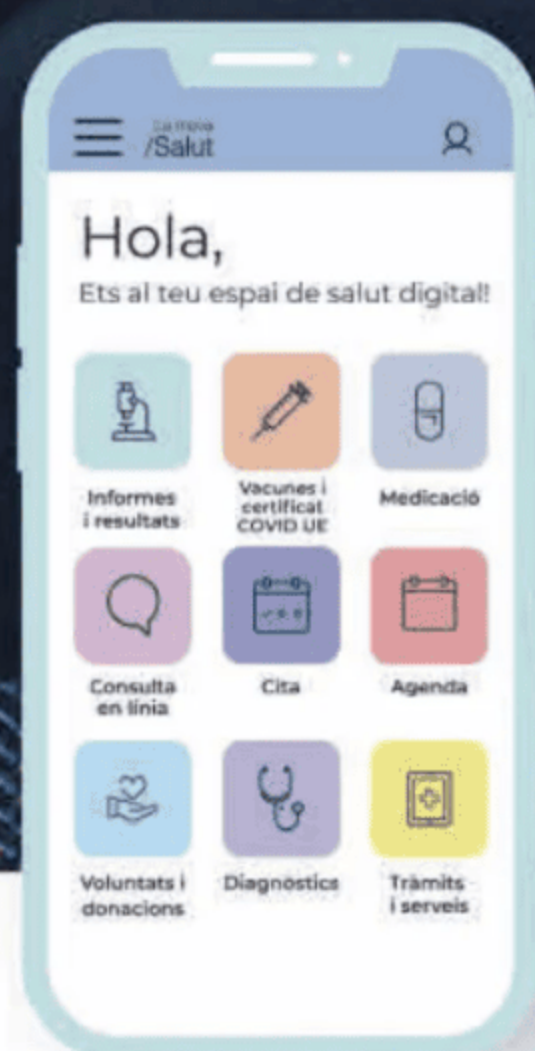 La meva
/Salut
Hola,
Ets al teu espai de salut digital!
Informes
i resultats
Vacunes i
certificat
COVID UE
Medicació
Consulta
en línia
Cita
Agenda
Voluntats i
donacions
Diagnòstics
Tràmits
i serveis